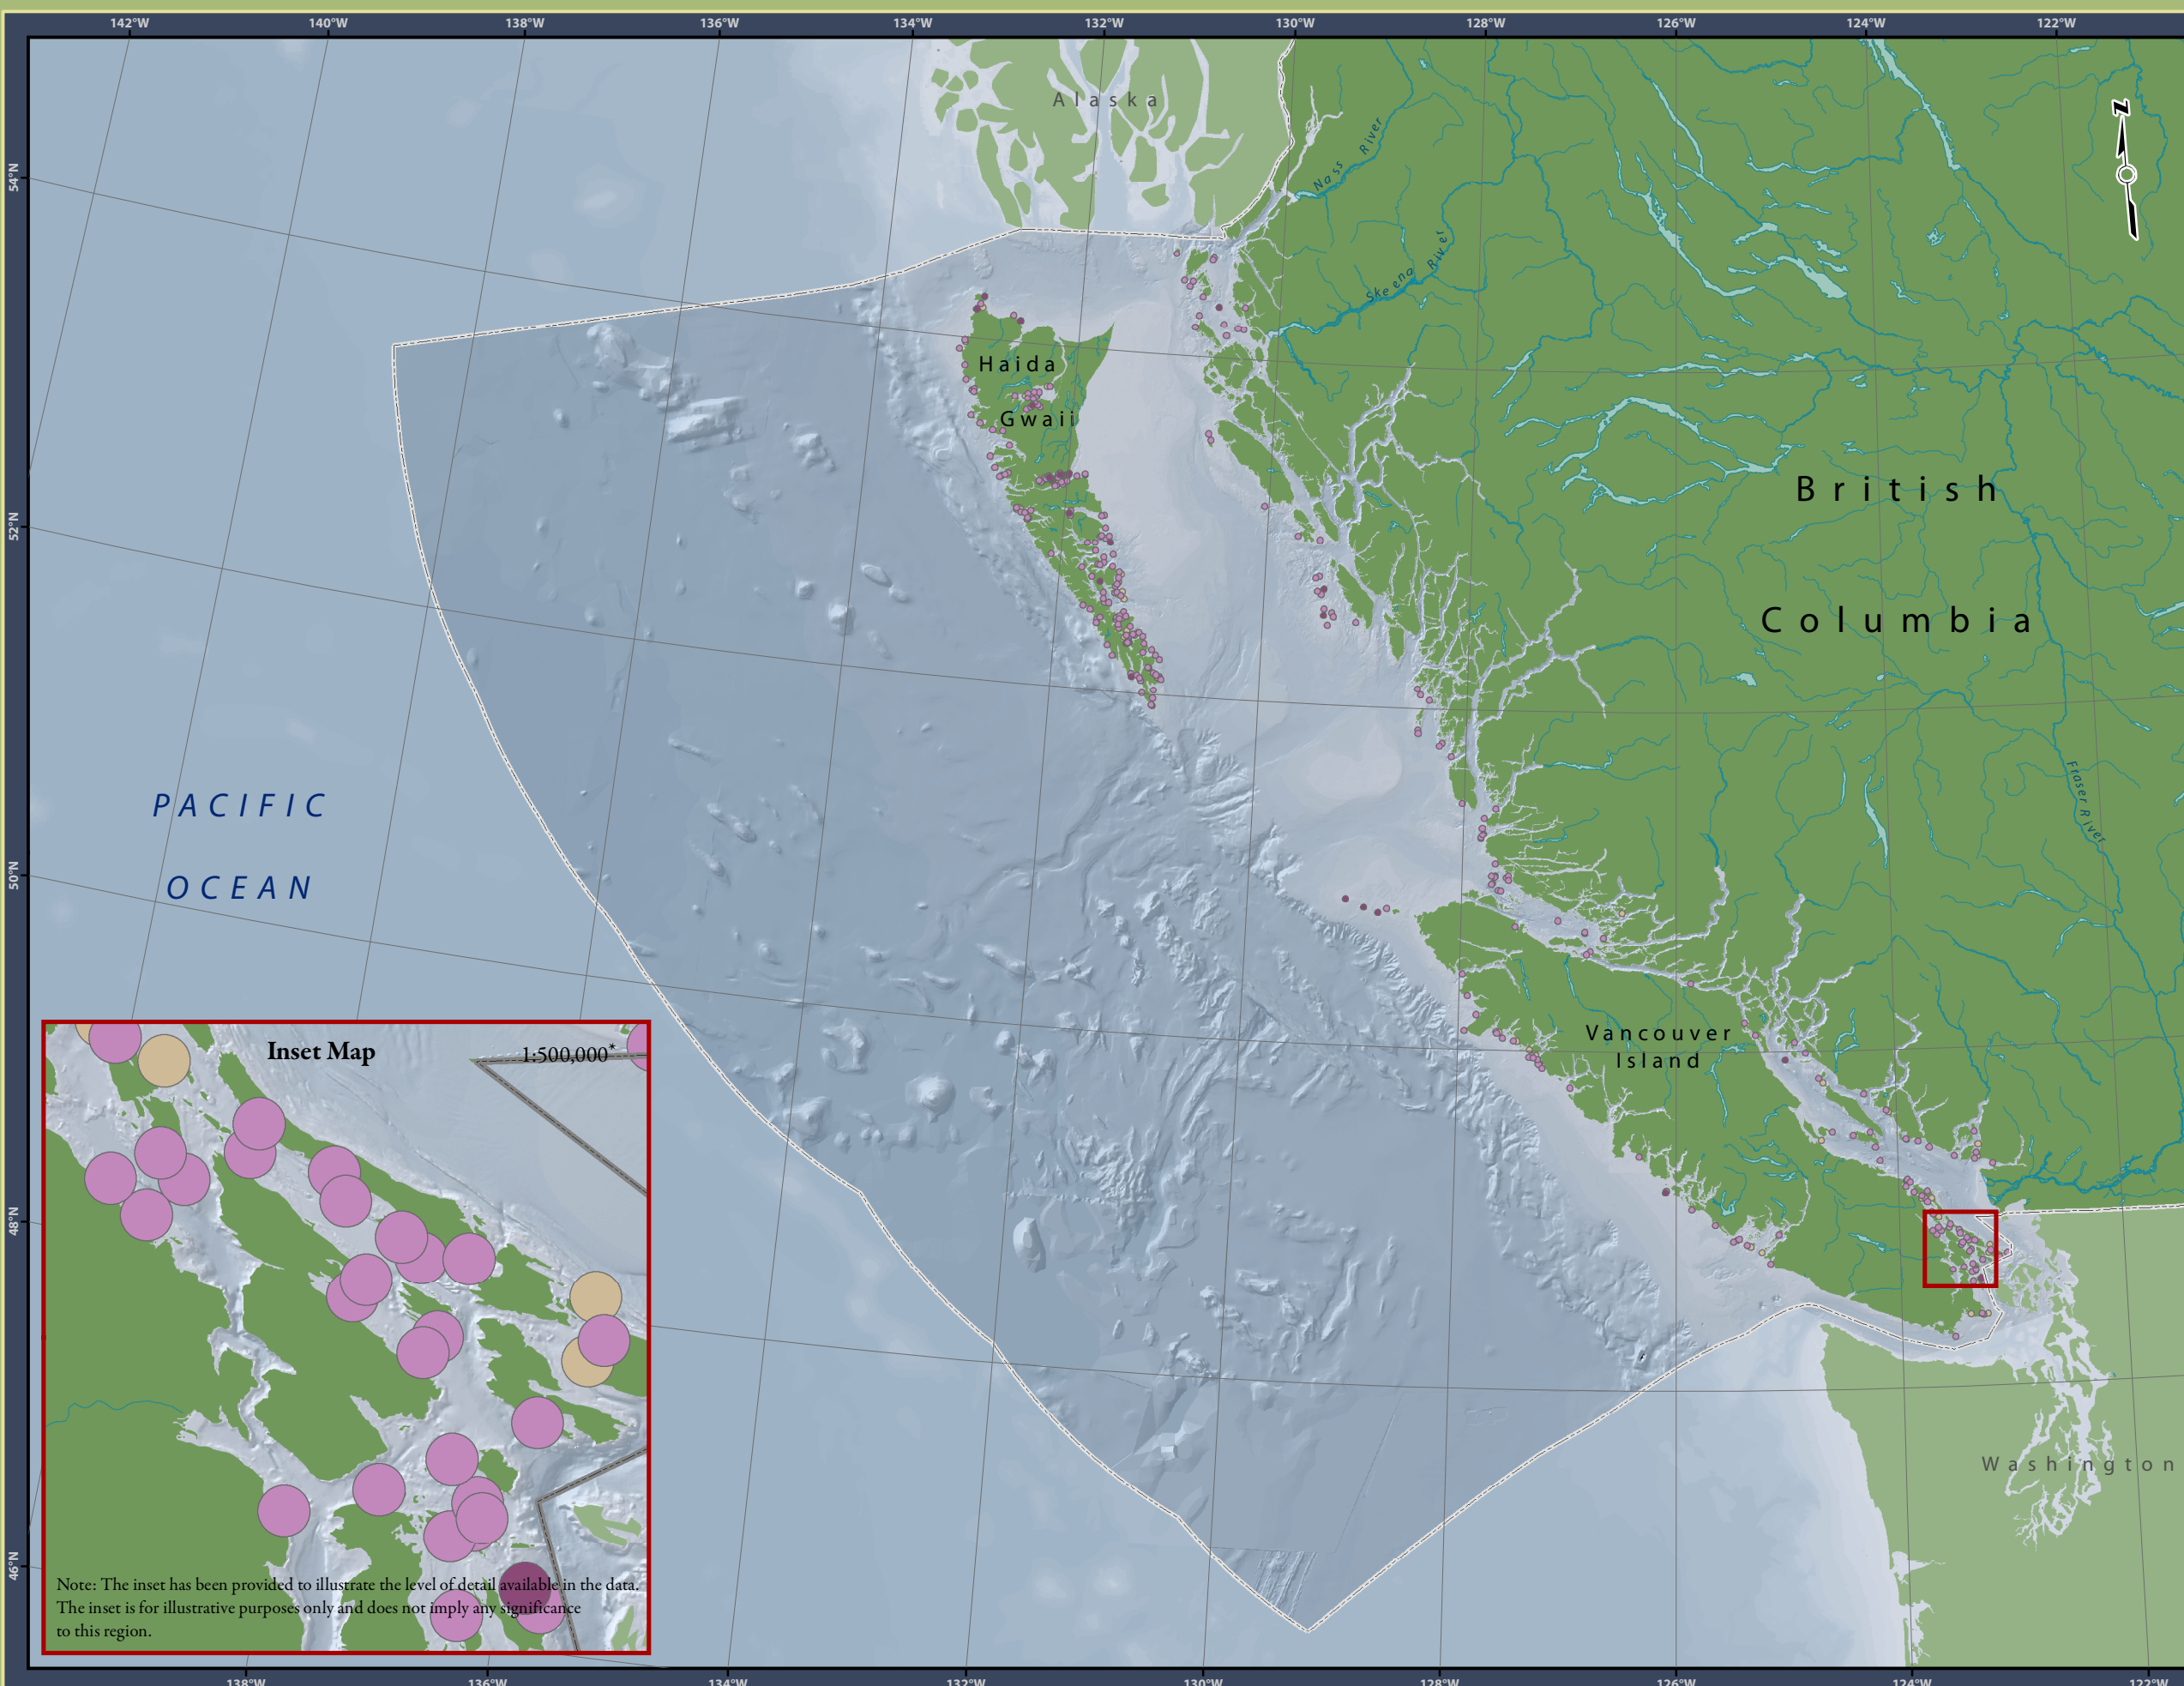 142°W 140°W 138°W 136°W 134°W 132°W 130°W 128°W 126°W 124°W 122°W
Alaska
Nass River
54°N
Skeena River
Haida
Gwaii
British
52°N
Columbia
PACIFIC
Fraser River
50°N
OCEAN
Vancouver
Island
Inset Map
1:500,000*
48°N
Washington
46°N
Note: The inset has been provided to illustrate the level of detail available in the data.
The inset is for illustrative purposes only and does not imply any significance
to this region.
138°W 136°W 134°W 132°W 130°W 128°W 126°W 124°W 122°W